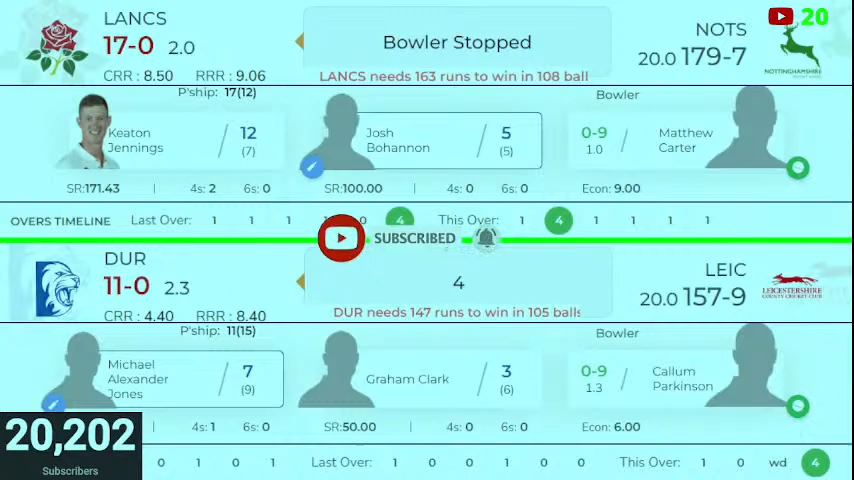 LANCS
17-0 2.0
CRR : 8.50 RRR : 9.06
Bowler Stopped
LANCS needs 163 runs to win in 108 ball
20
NOTS
20.0 179-7
NOTTINGHAMSHIRE
P'ship: 17(12)
Keaton Jennings
12
(7)
Josh Bohannon
5
(5)
Bowler
0-9
1.0
Matthew Carter
SR:171.43 | 4s: 2 6s: 0
SR:100.00 | 4s: 0 6s: 0
Econ: 9.00
OVERS TIMELINE Last Over: 1 1 1 0 4 This Over: 1 4 1 1 1 1
SUBSCRIBED
DUR
11-0 2.3
CRR : 4.40 RRR : 8.40
4
DUR needs 147 runs to win in 105 balls
LEIC
20.0 157-9
LEICESTERSHIRE
COUNTY CRICKET CLUB
P'ship: 11(15)
Michael Alexander Jones
7
(9)
Graham Clark
3
(6)
Bowler
0-9
1.3
Callum Parkinson
4s: 1 6s: 0
SR:50.00 | 4s: 0 6s: 0
Econ: 6.00
20,202
Subscribers
0 1 0 1 Last Over: 1 0 0 1 0 0 This Over: 1 0 wd 4